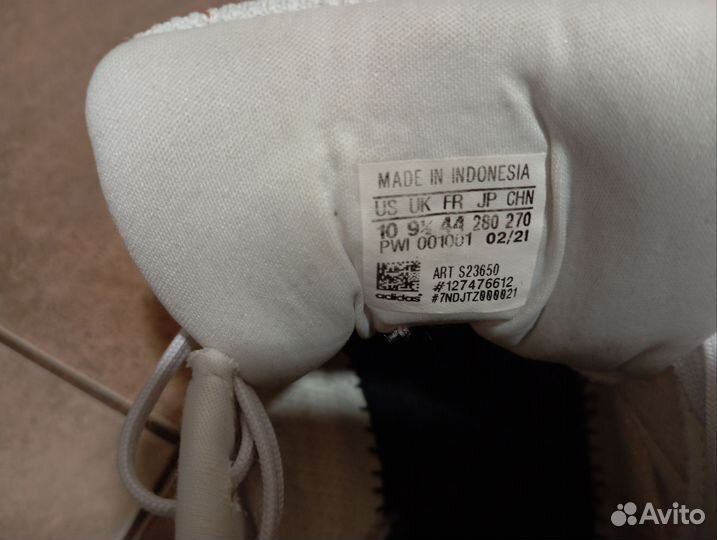 MADE IN INDONESIA
US UK FR JP CHN
10 9½ 44 280 270
PWI 001001 02/21
ART S23650
#127476612
adidas #7NDJTZ000021
Avito